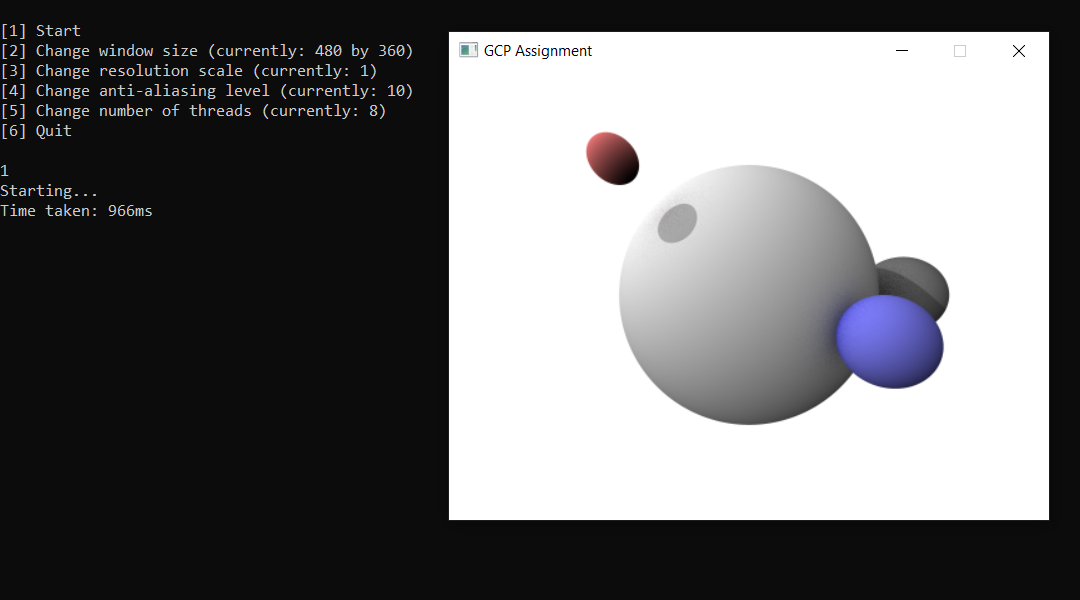 [1] Start
[2] Change window size (currently: 480 by 360)
[3] Change resolution scale (currently: 1)
[4] Change anti-aliasing level (currently: 10)
[5] Change number of threads (currently: 8)
[6] Quit
1
Starting...
Time taken: 966ms
GCP Assignment